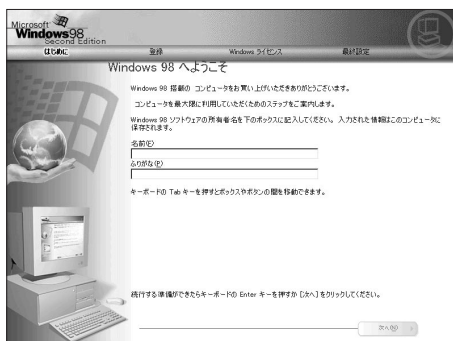 Microsoft
Windows98
Second Edition
はじめに 登録 Windows ライセンス 最終設定
Windows 98 へようこそ
Windows 98 搭載の コンピュータをお買い上げいただきありがとうございます。
コンピュータを最大限に利用していただくためのステップをご案内します。
Windows 98 ソフトウェアの所有者名を下のボックスに記入してください。 入力された情報はこのコンピュータに
保存されます。
名前(F)
ふりがな(P)
キーボードの Tab キーを押すとボックスやボタンの間を移動できます。
続行する準備ができたらキーボードの Enter キーを押すか [次へ] をクリックしてください。
次へ(N)